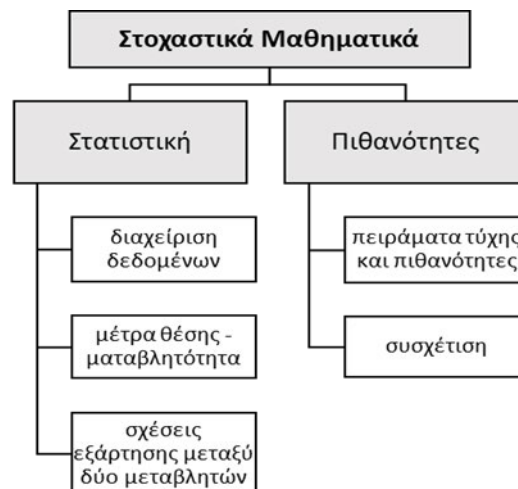 Στοχαστικά Μαθηματικά
Στατιστική
διαχείριση
δεδομένων
μέτρα θέσης -
ματαβλητότητα
σχέσεις
εξάρτησης μεταξύ
δύο μεταβλητών
Πιθανότητες
πειράματα τύχης
και πιθανότητες
συσχέτιση